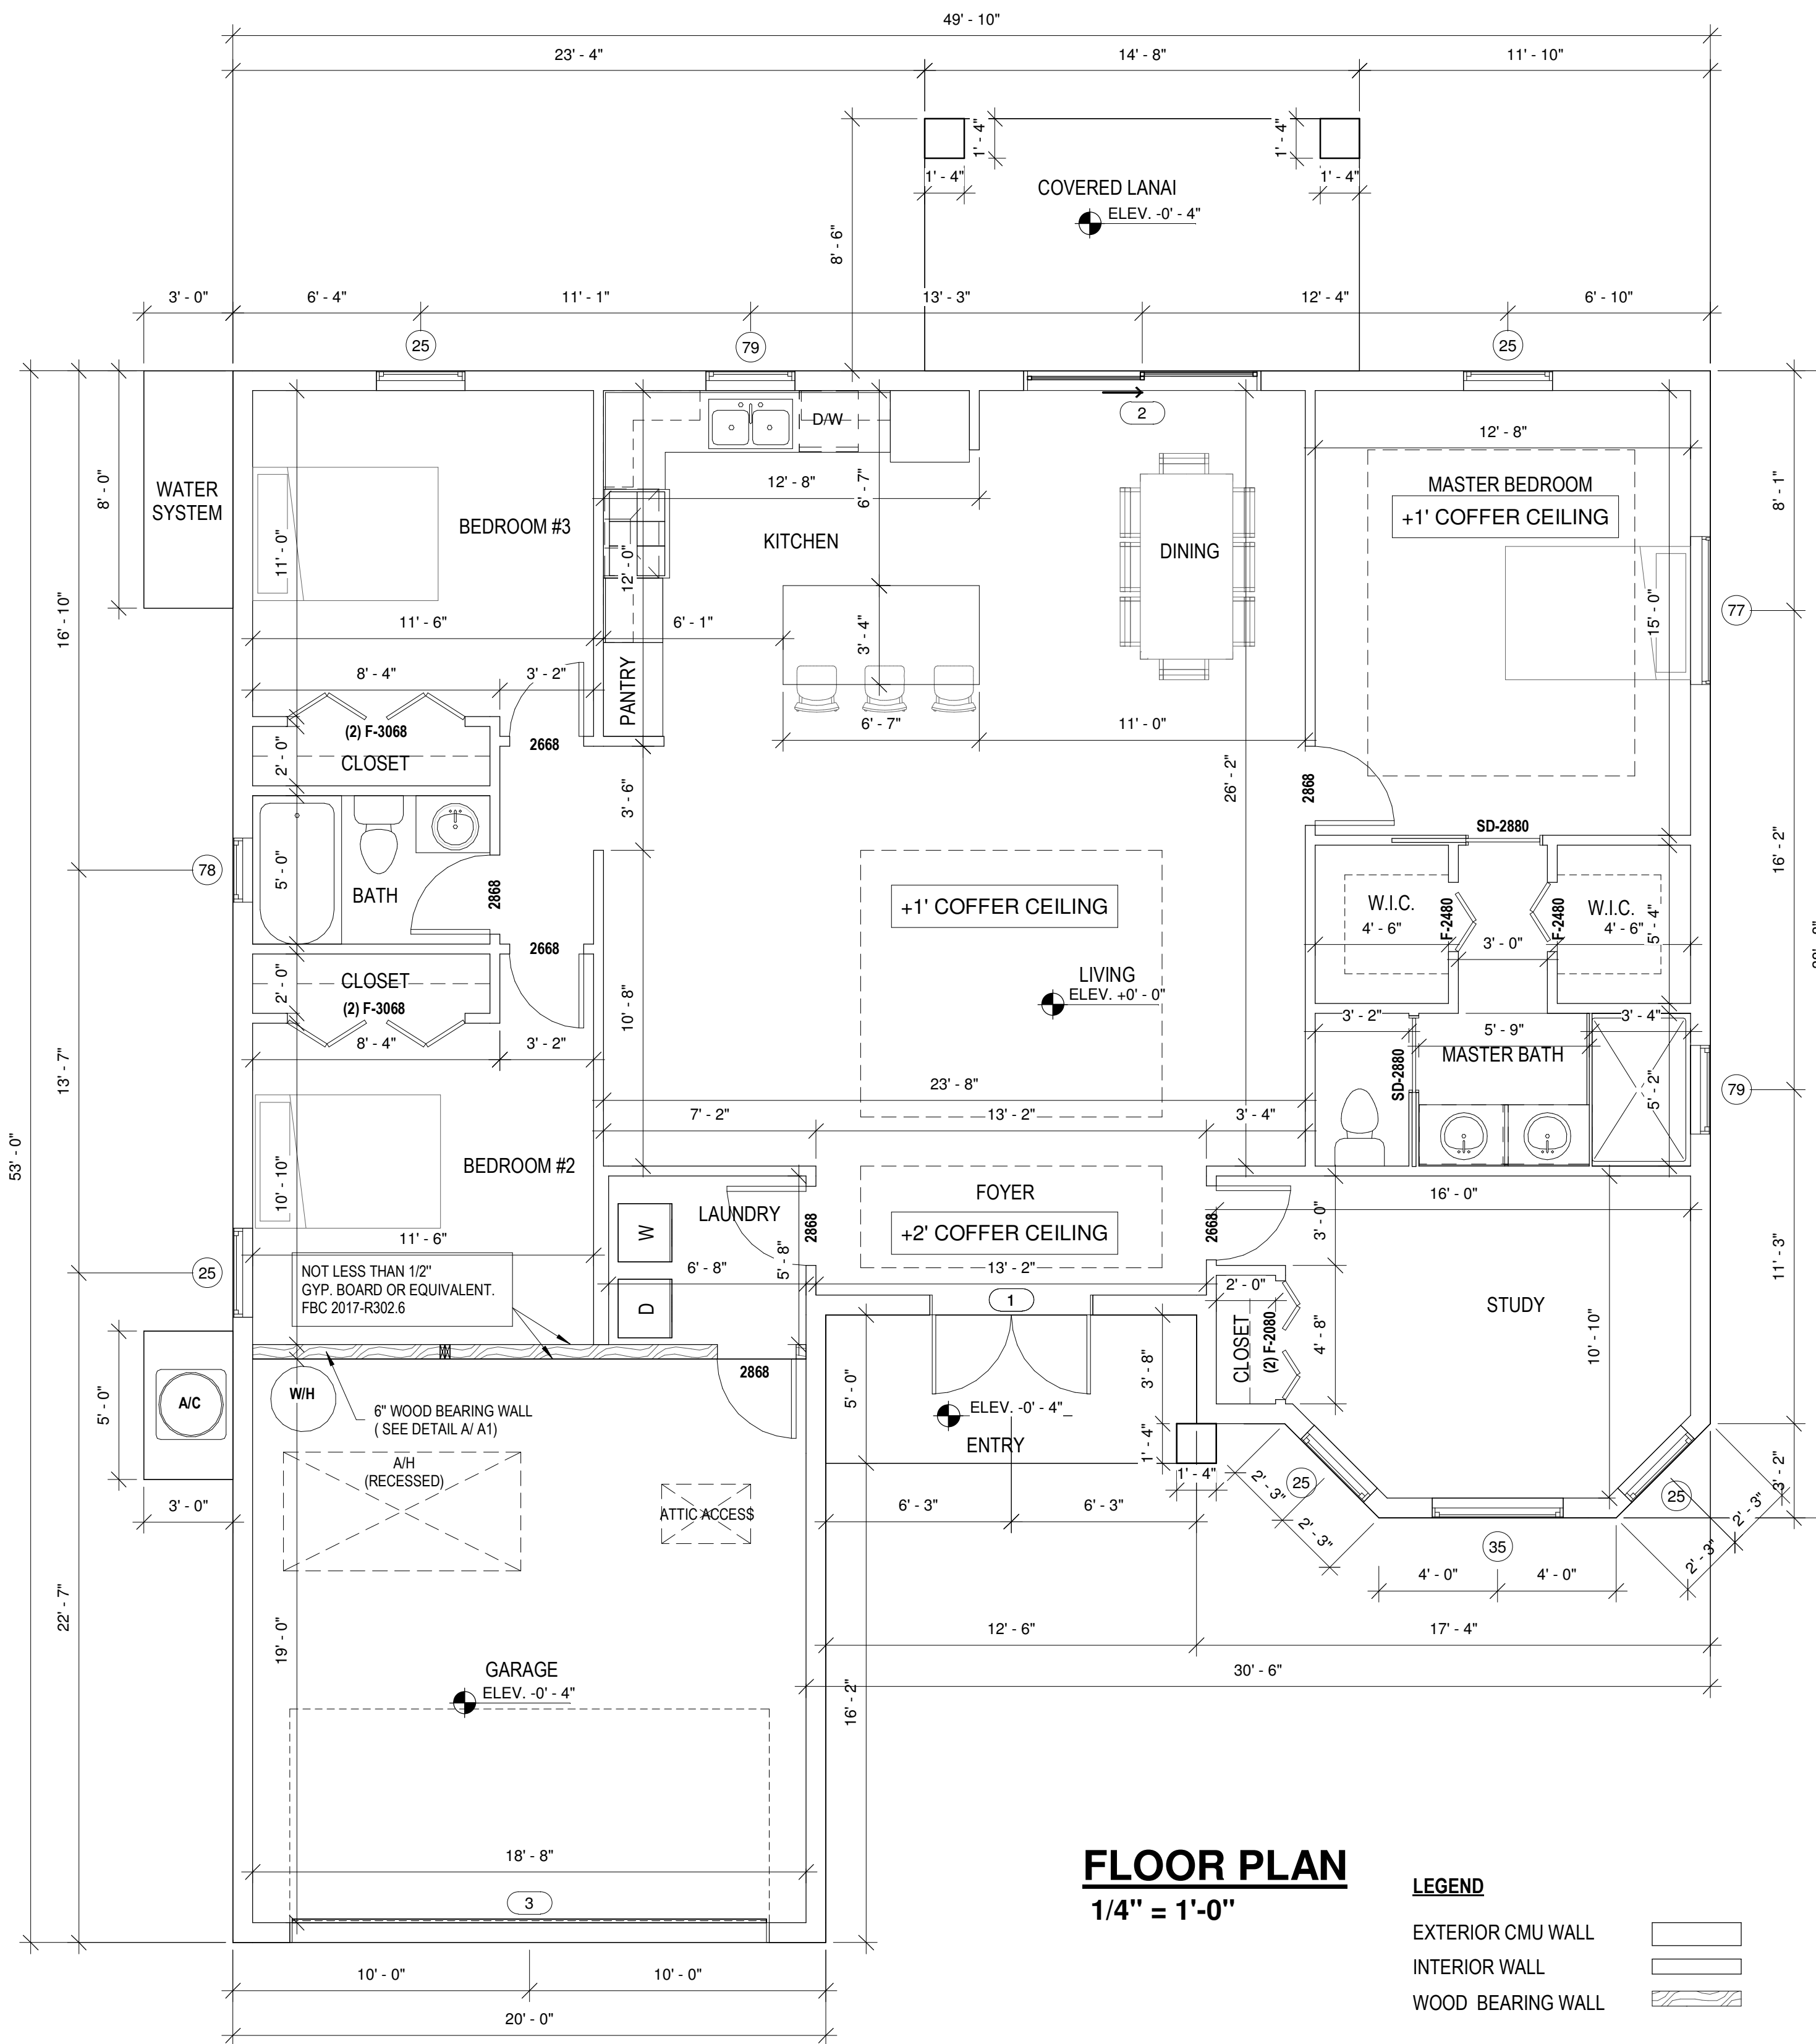 49' - 10"
23' - 4"
14' - 8"
11' - 10"
1' - 4"
1' - 4"
1' - 4"
1' - 4"
COVERED LANAI
ELEV. -0' - 4"
8' - 6"
3' - 0"
6' - 4"
11' - 1"
13' - 3"
12' - 4"
6' - 10"
25
79
25
2
D/W
12' - 8"
8' - 0"
WATER
SYSTEM
BEDROOM #3
12' - 8"
6' - 7"
KITCHEN
DINING
MASTER BEDROOM
+1' COFFER CEILING
8' - 1"
11' - 0"
12' - 0"
15' - 0"
77
16' - 10"
11' - 6"
6' - 1"
3' - 4"
8' - 4"
3' - 2"
PANTRY
6' - 7"
11' - 0"
(2) F-3068
2668
CLOSET
2' - 0"
3' - 6"
26' - 2"
2868
SD-2880
16' - 2"
78
5' - 0"
BATH
2868
+1' COFFER CEILING
W.I.C.
4' - 6"
F-2480
3' - 0"
F-2480
W.I.C.
4' - 6"
5' - 4"
2668
CLOSET
2' - 0"
(2) F-3068
10' - 8"
LIVING
ELEV. +0' - 0"
8' - 4"
3' - 2"
3' - 2"
5' - 9"
3' - 4"
MASTER BATH
SD-2880
5' - 2"
79
13' - 7"
53' - 0"
23' - 8"
7' - 2"
13' - 2"
3' - 4"
BEDROOM #2
10' - 10"
FOYER
+2' COFFER CEILING
16' - 0"
LAUNDRY
W
D
2868
2668
3' - 0"
11' - 6"
6' - 8"
5' - 8"
13' - 2"
11' - 3"
25
NOT LESS THAN 1/2"
GYP. BOARD OR EQUIVALENT.
FBC 2017-R302.6
1
2' - 0"
STUDY
CLOSET
(2) F-2080
4' - 8"
10' - 10"
2868
3' - 8"
A/C
5' - 0"
W/H
6" WOOD BEARING WALL
( SEE DETAIL A/ A1)
5' - 0"
ELEV. -0' - 4"
ENTRY
1' - 4"
1' - 4"
A/H
(RECESSED)
ATTIC ACCESS
3' - 0"
6' - 3"
6' - 3"
2' - 3"
25
2' - 3"
25
2' - 3"
2' - 3"
3' - 2"
35
4' - 0"
4' - 0"
22' - 7"
19' - 0"
12' - 6"
17' - 4"
30' - 6"
GARAGE
ELEV. -0' - 4"
16' - 2"
18' - 8"
3
10' - 0"
10' - 0"
20' - 0"
FLOOR PLAN
1/4" = 1'-0"
LEGEND
EXTERIOR CMU WALL
INTERIOR WALL
WOOD BEARING WALL